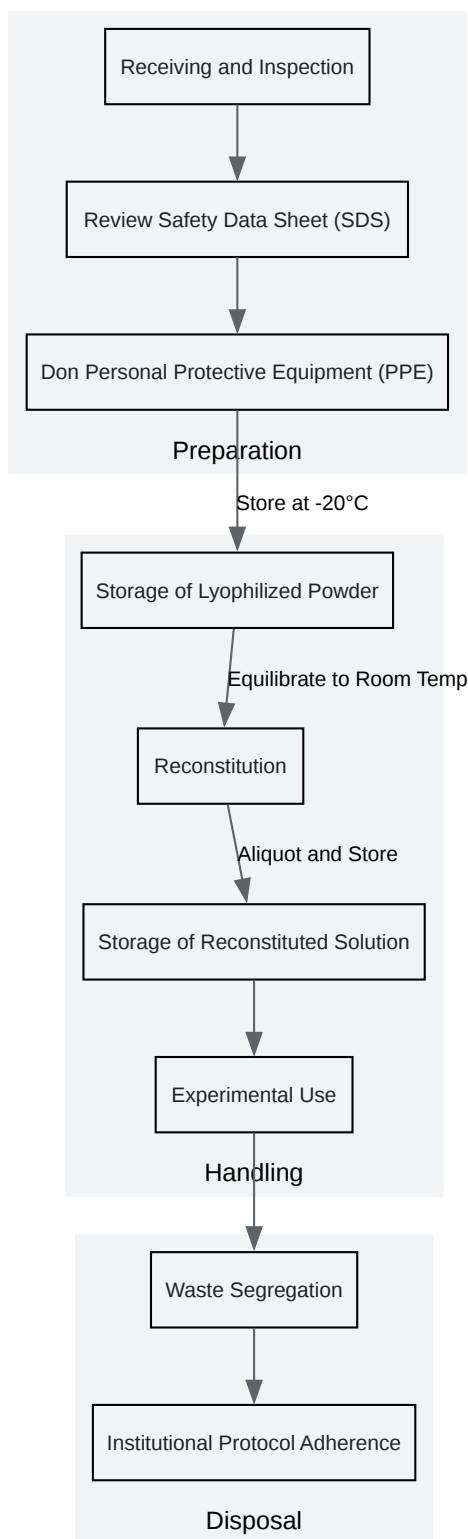 Receiving and Inspection
Review Safety Data Sheet (SDS)
Don Personal Protective Equipment (PPE)
Preparation
Store at -20°C
Storage of Lyophilized Powder
Equilibrate to Room Temp
Reconstitution
Aliquot and Store
Storage of Reconstituted Solution
Experimental Use
Handling
Waste Segregation
Institutional Protocol Adherence
Disposal